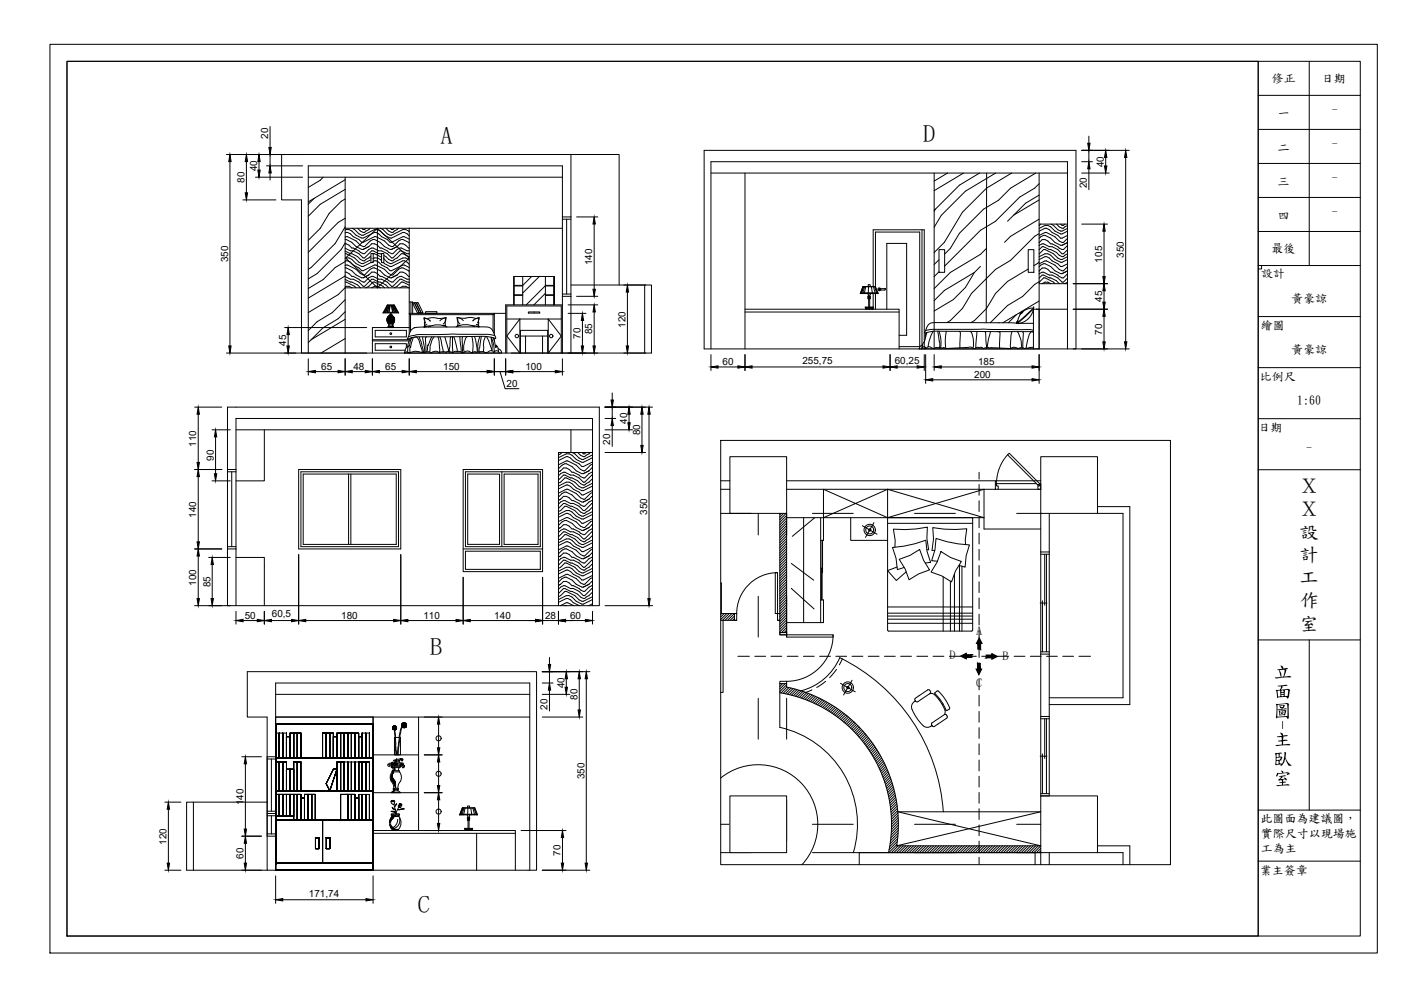 A
20
40
80
350
45
140
70
85
120
65
48
65
150
100
20
D
40
20
105
350
45
70
60
255,75
60,25
185
200
110
90
140
100
85
40
20
80
350
50
60,5
180
110
140
28
60
B
40
20
80
350
140
120
60
70
171,74
C
A
D
B
C
修正 日期
一 -
二 -
三 -
四 -
最後
設計
黃豪諒
繪圖
黃豪諒
比例尺
1:60
日期
-
XX設計工作室
立面圖-主臥室
此圖面為建議圖，
實際尺寸以現場施
工為主
業主簽章